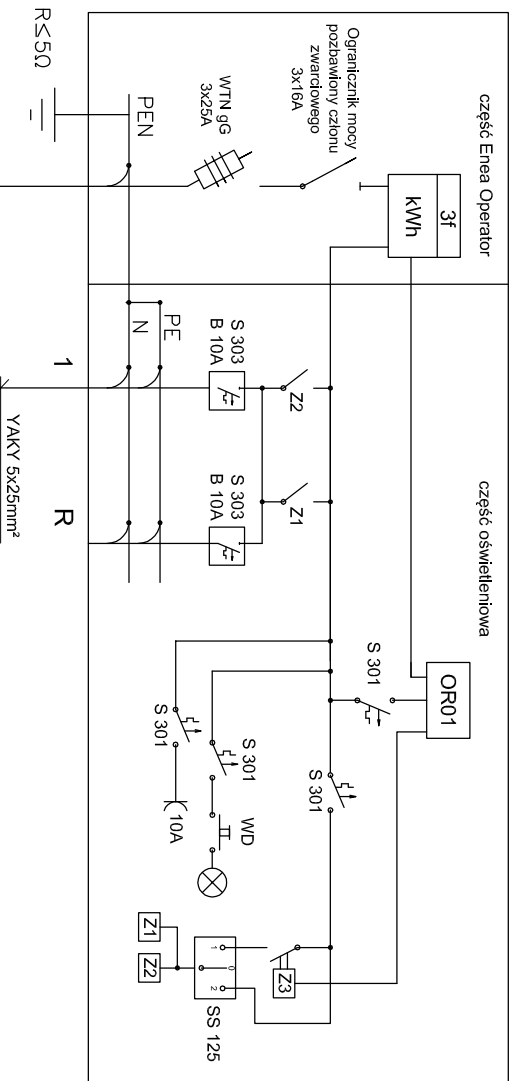 część Enea Operator
część oświetleniowa
3f
kWh
OR01
Ogranicznik mocy
pozbawiony członu
zwarciowego
3x16A
Z2
Z1
S 301
S 301
Z3
WTN gG
3x25A
S 303
B 10A
S 303
B 10A
S 301
WD
S 301
10A
1
0
2
SS 125
Z1
Z2
PEN
PE
N
R≤5Ω
1
R
YAKY 5x25mm²